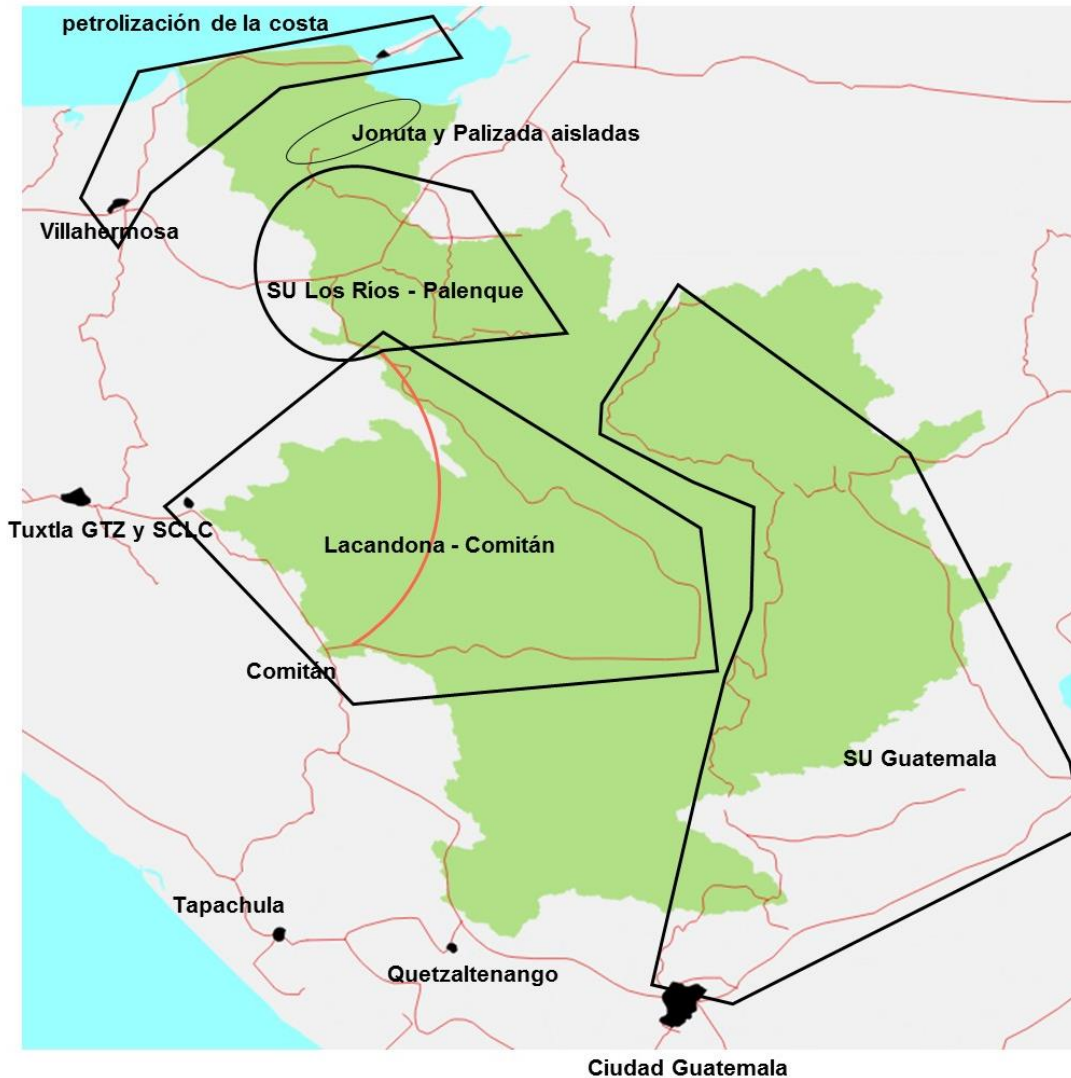 petrolización de la costa
Jonuta y Palizada aisladas
Villahermosa
SU Los Ríos - Palenque
Tuxtla GTZ y SCLC
Lacandona - Comitán
Comitán
SU Guatemala
Tapachula
Quetzaltenango
Ciudad Guatemala